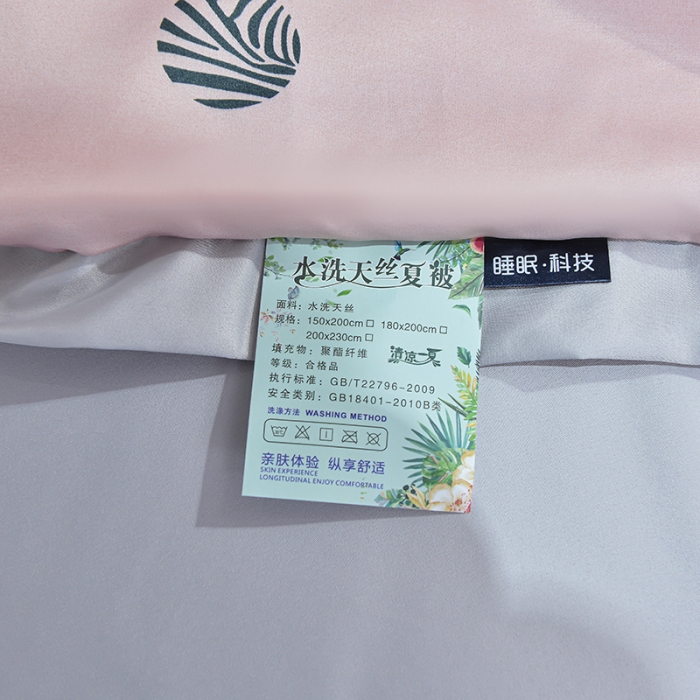 水洗天丝夏被
睡眠·科技
面料：水洗天丝
规格：150x200cm□ 180x200cm□
200x230cm□
填充物：聚酯纤维
清凉一夏
等级：合格品
执行标准：GB/T22796-2009
安全类别：GB18401-2010B类
洗涤方法 WASHING METHOD
亲肤体验 纵享舒适
SKIN EXPERIENCE
LONGITUDINAL ENJOY COMFORTABLE